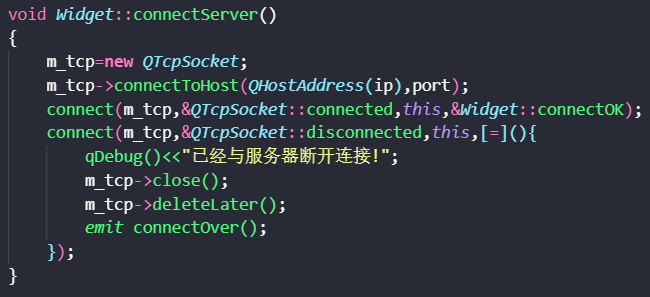 void Widget::connectServer()
{
    m_tcp=new QTcpSocket;
    m_tcp->connectToHost(QHostAddress(ip),port);
    connect(m_tcp,&QTcpSocket::connected,this,&Widget::connectOK);
    connect(m_tcp,&QTcpSocket::disconnected,this,[=](){
        qDebug()<<"已经与服务器断开连接!";
        m_tcp->close();
        m_tcp->deleteLater();
        emit connectOver();
    });
}